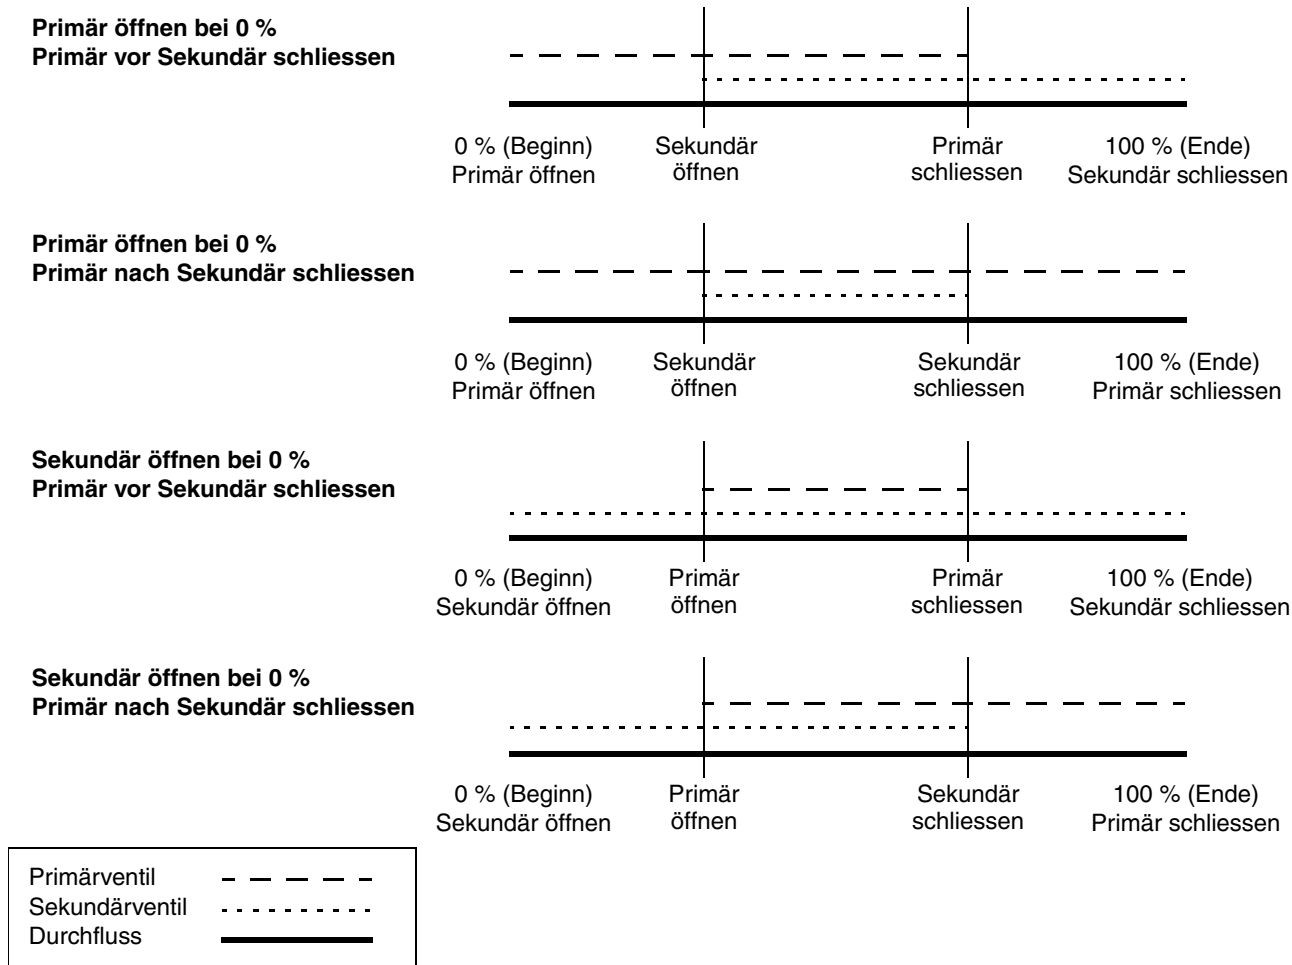 Primär öffnen bei 0 %
Primär vor Sekundär schliessen
0 % (Beginn)
Primär öffnen
Sekundär
öffnen
Primär
schliessen
100 % (Ende)
Sekundär schliessen
Primär öffnen bei 0 %
Primär nach Sekundär schliessen
0 % (Beginn)
Primär öffnen
Sekundär
öffnen
Sekundär
schliessen
100 % (Ende)
Primär schliessen
Sekundär öffnen bei 0 %
Primär vor Sekundär schliessen
0 % (Beginn)
Sekundär öffnen
Primär
öffnen
Primär
schliessen
100 % (Ende)
Sekundär schliessen
Sekundär öffnen bei 0 %
Primär nach Sekundär schliessen
0 % (Beginn)
Sekundär öffnen
Primär
öffnen
Sekundär
schliessen
100 % (Ende)
Primär schliessen
Primärventil
Sekundärventil
Durchfluss